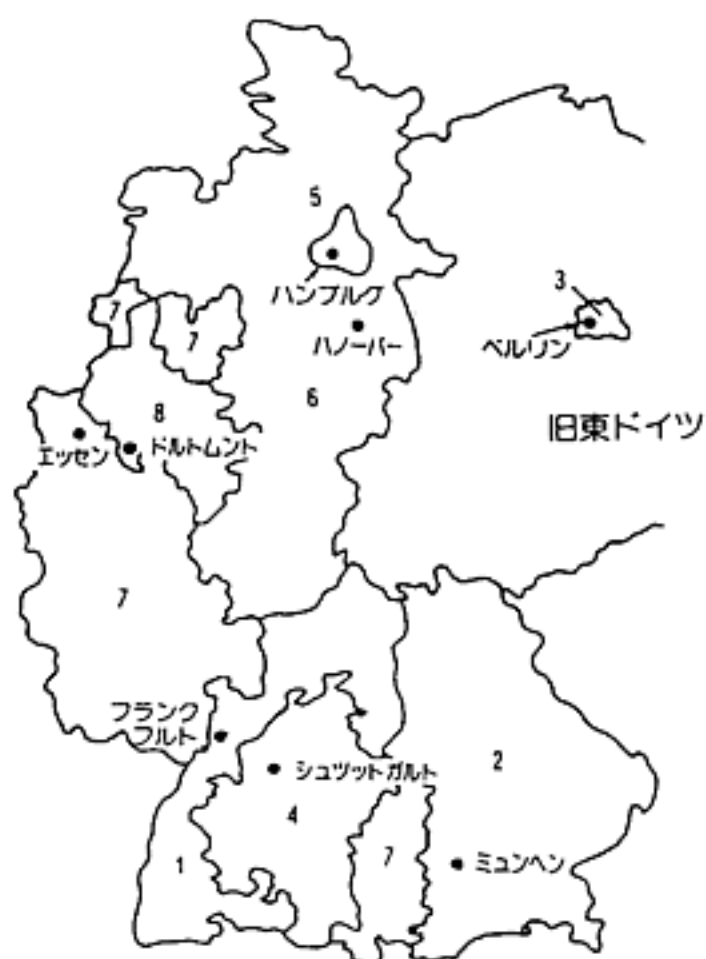 5
ハンブルグ
3
7
7
ハノーバー
ベルリン
6
8
旧東ドイツ
エッセン
ドルトムント
7
フランク
フルト
シュツットガルト
2
4
1
7
ミュンヘン